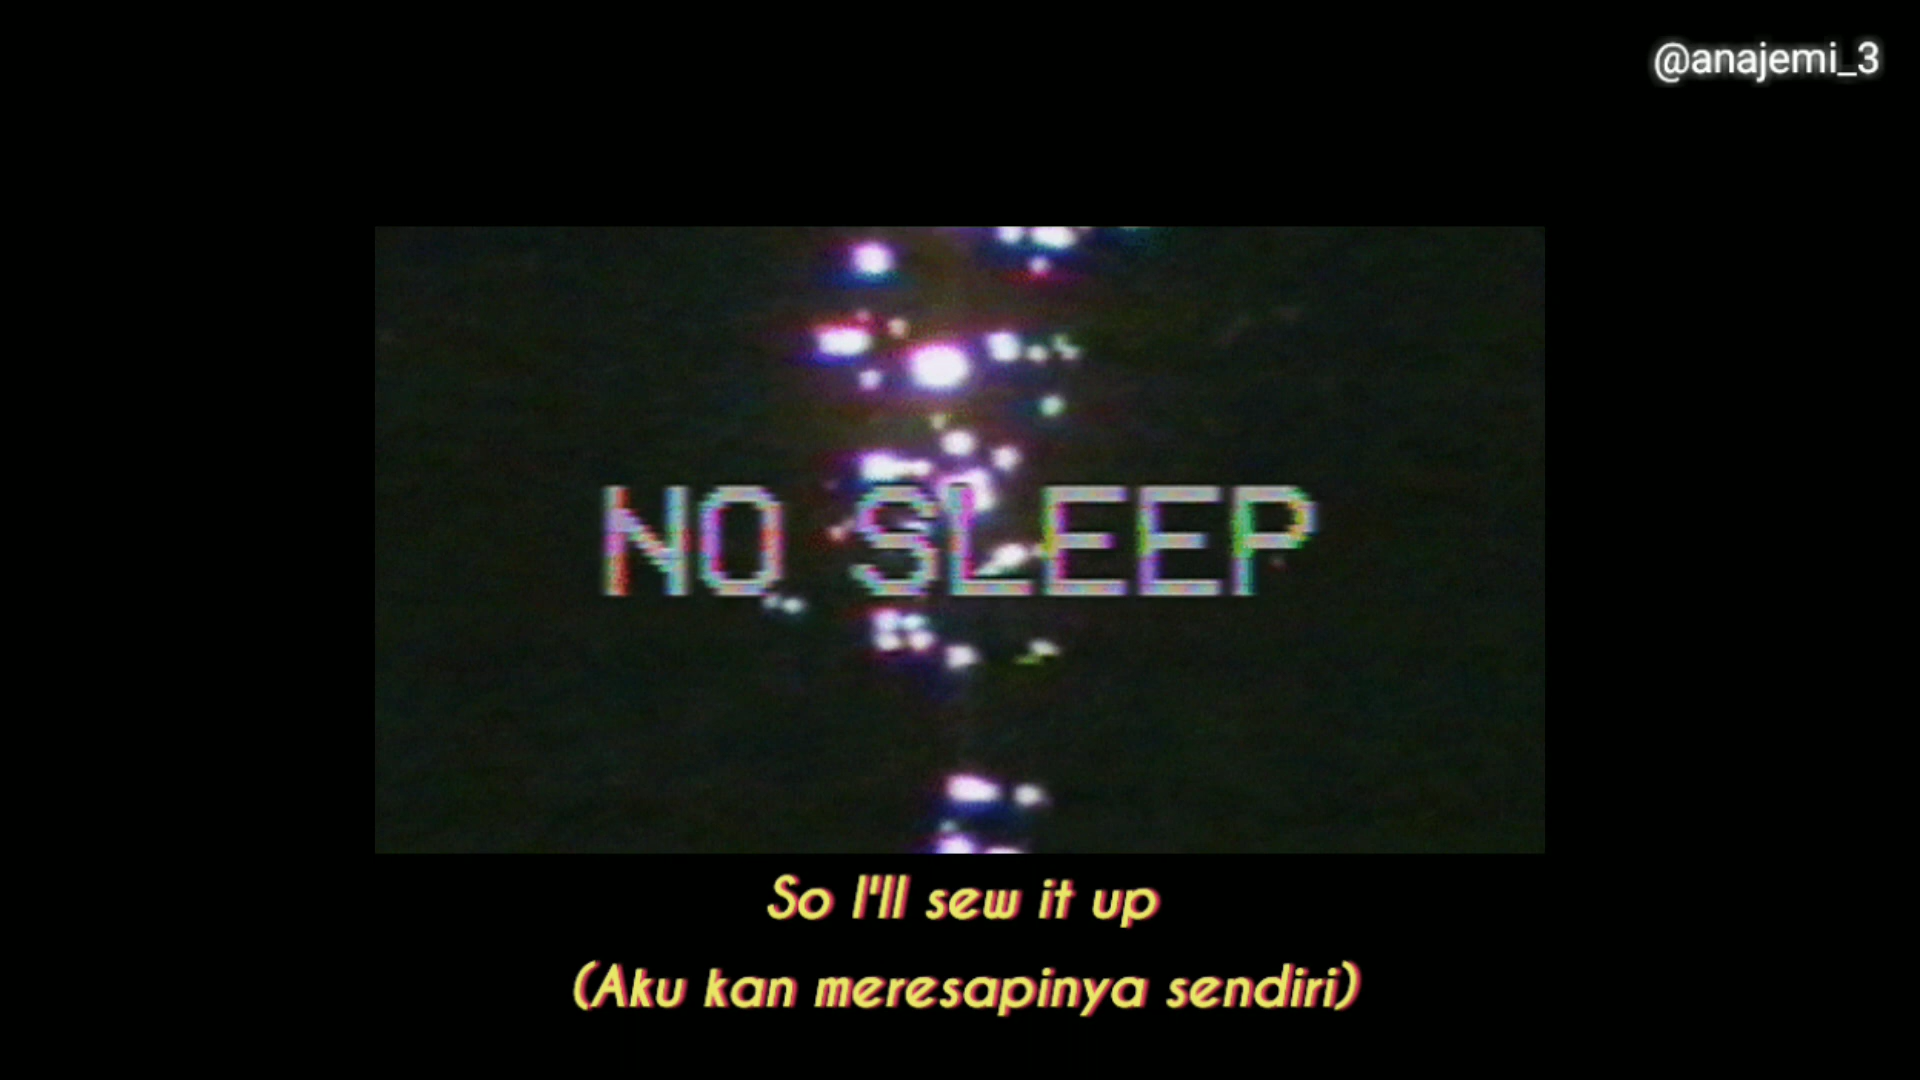 @anajemi_3
NO SLEEP
So I'll sew it up
(Aku kan meresapinya sendiri)